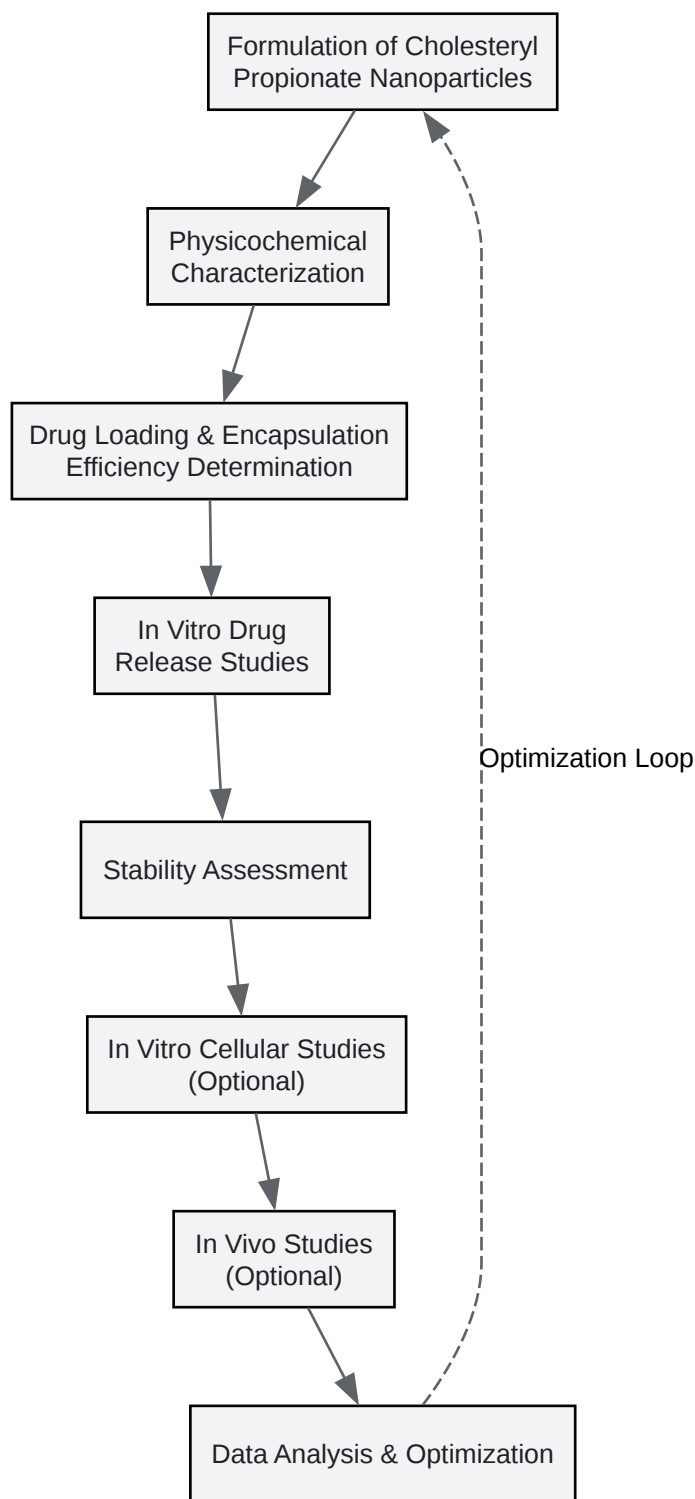 Formulation of Cholesteryl
Propionate Nanoparticles
Physicochemical
Characterization
Drug Loading & Encapsulation
Efficiency Determination
In Vitro Drug
Release Studies
Optimization Loop
Stability Assessment
In Vitro Cellular Studies
(Optional)
In Vivo Studies
(Optional)
Data Analysis & Optimization